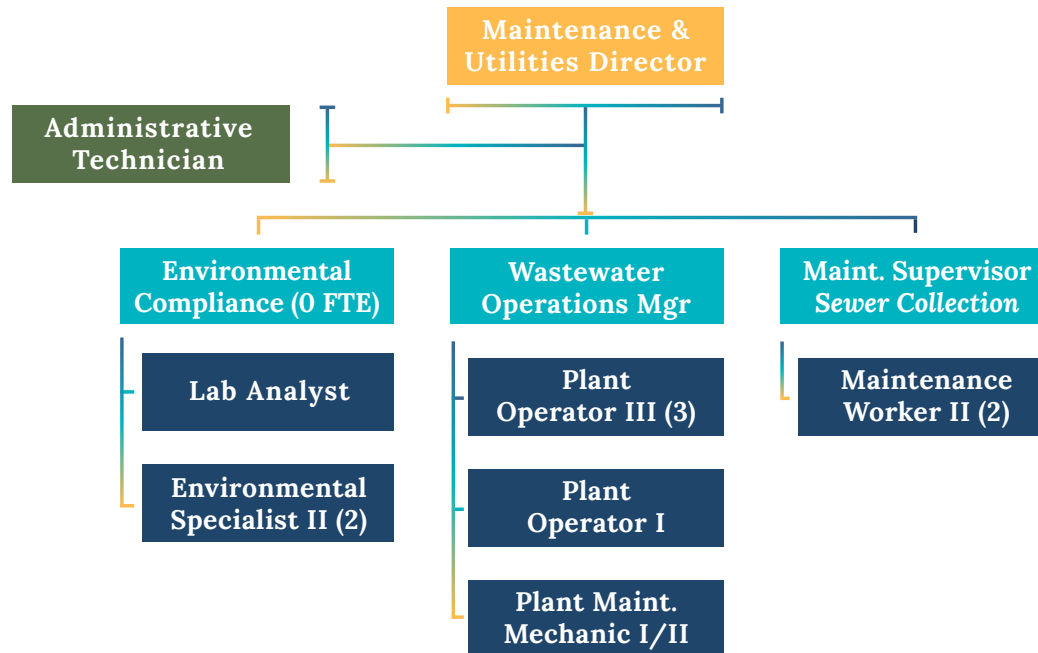 Maintenance &
Utilities Director
Administrative
Technician
Environmental
Compliance (0 FTE)
Wastewater
Operations Mgr
Maint. Supervisor
Sewer Collection
Lab Analyst
Environmental
Specialist II (2)
Plant
Operator III (3)
Plant
Operator I
Plant Maint.
Mechanic I/II
Maintenance
Worker II (2)